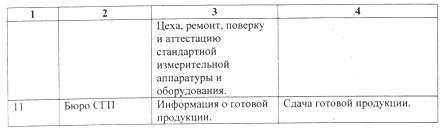 1 2 3 4
Цеха, ремонт, поверку
и аттестацию
стандартной
измерительной
аппаратуры и
оборудования.
11 Бюро СГП Информация о готовой Сдача готовой продукции.
продукции.